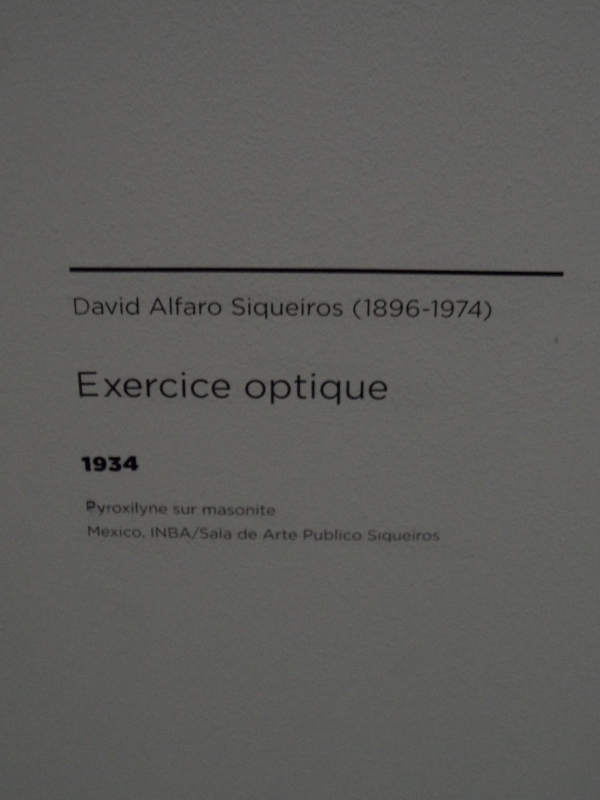 David Alfaro Siqueiros (1896-1974)
Exercice optique
1934
Pyroxilyne sur masonite
Mexico, INBA/Sala de Arte Publico Siqueiros